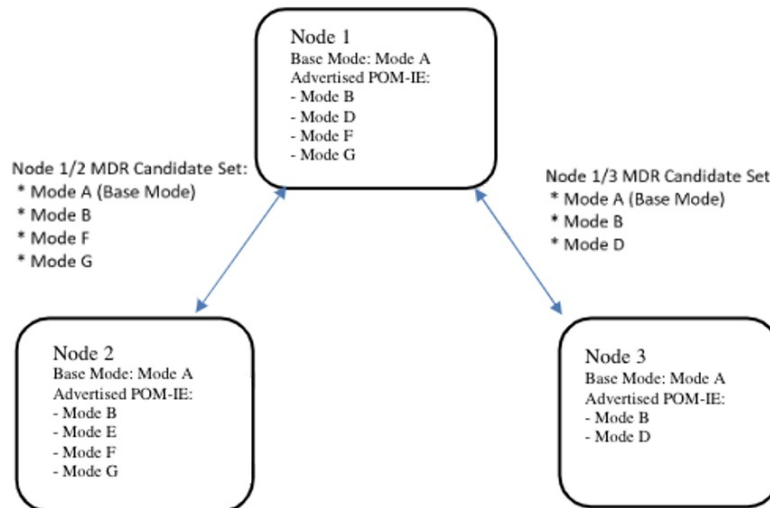 Node 1
Base Mode: Mode A
Advertised POM-IE:
- Mode B
- Mode D
- Mode F
- Mode G
Node 1/2 MDR Candidate Set:
* Mode A (Base Mode)
* Mode B
* Mode F
* Mode G
Node 1/3 MDR Candidate Set
* Mode A (Base Mode)
* Mode B
* Mode D
Node 2
Base Mode: Mode A
Advertised POM-IE:
- Mode B
- Mode E
- Mode F
- Mode G
Node 3
Base Mode: Mode A
Advertised POM-IE:
- Mode B
- Mode D